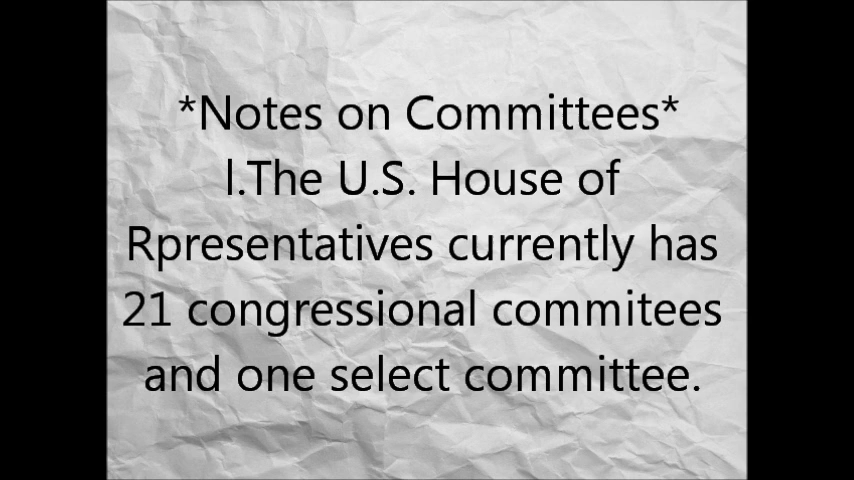 *Notes on Committees*
l.The U.S. House of
Rpresentatives currently has
21 congressional commitees
and one select committee.